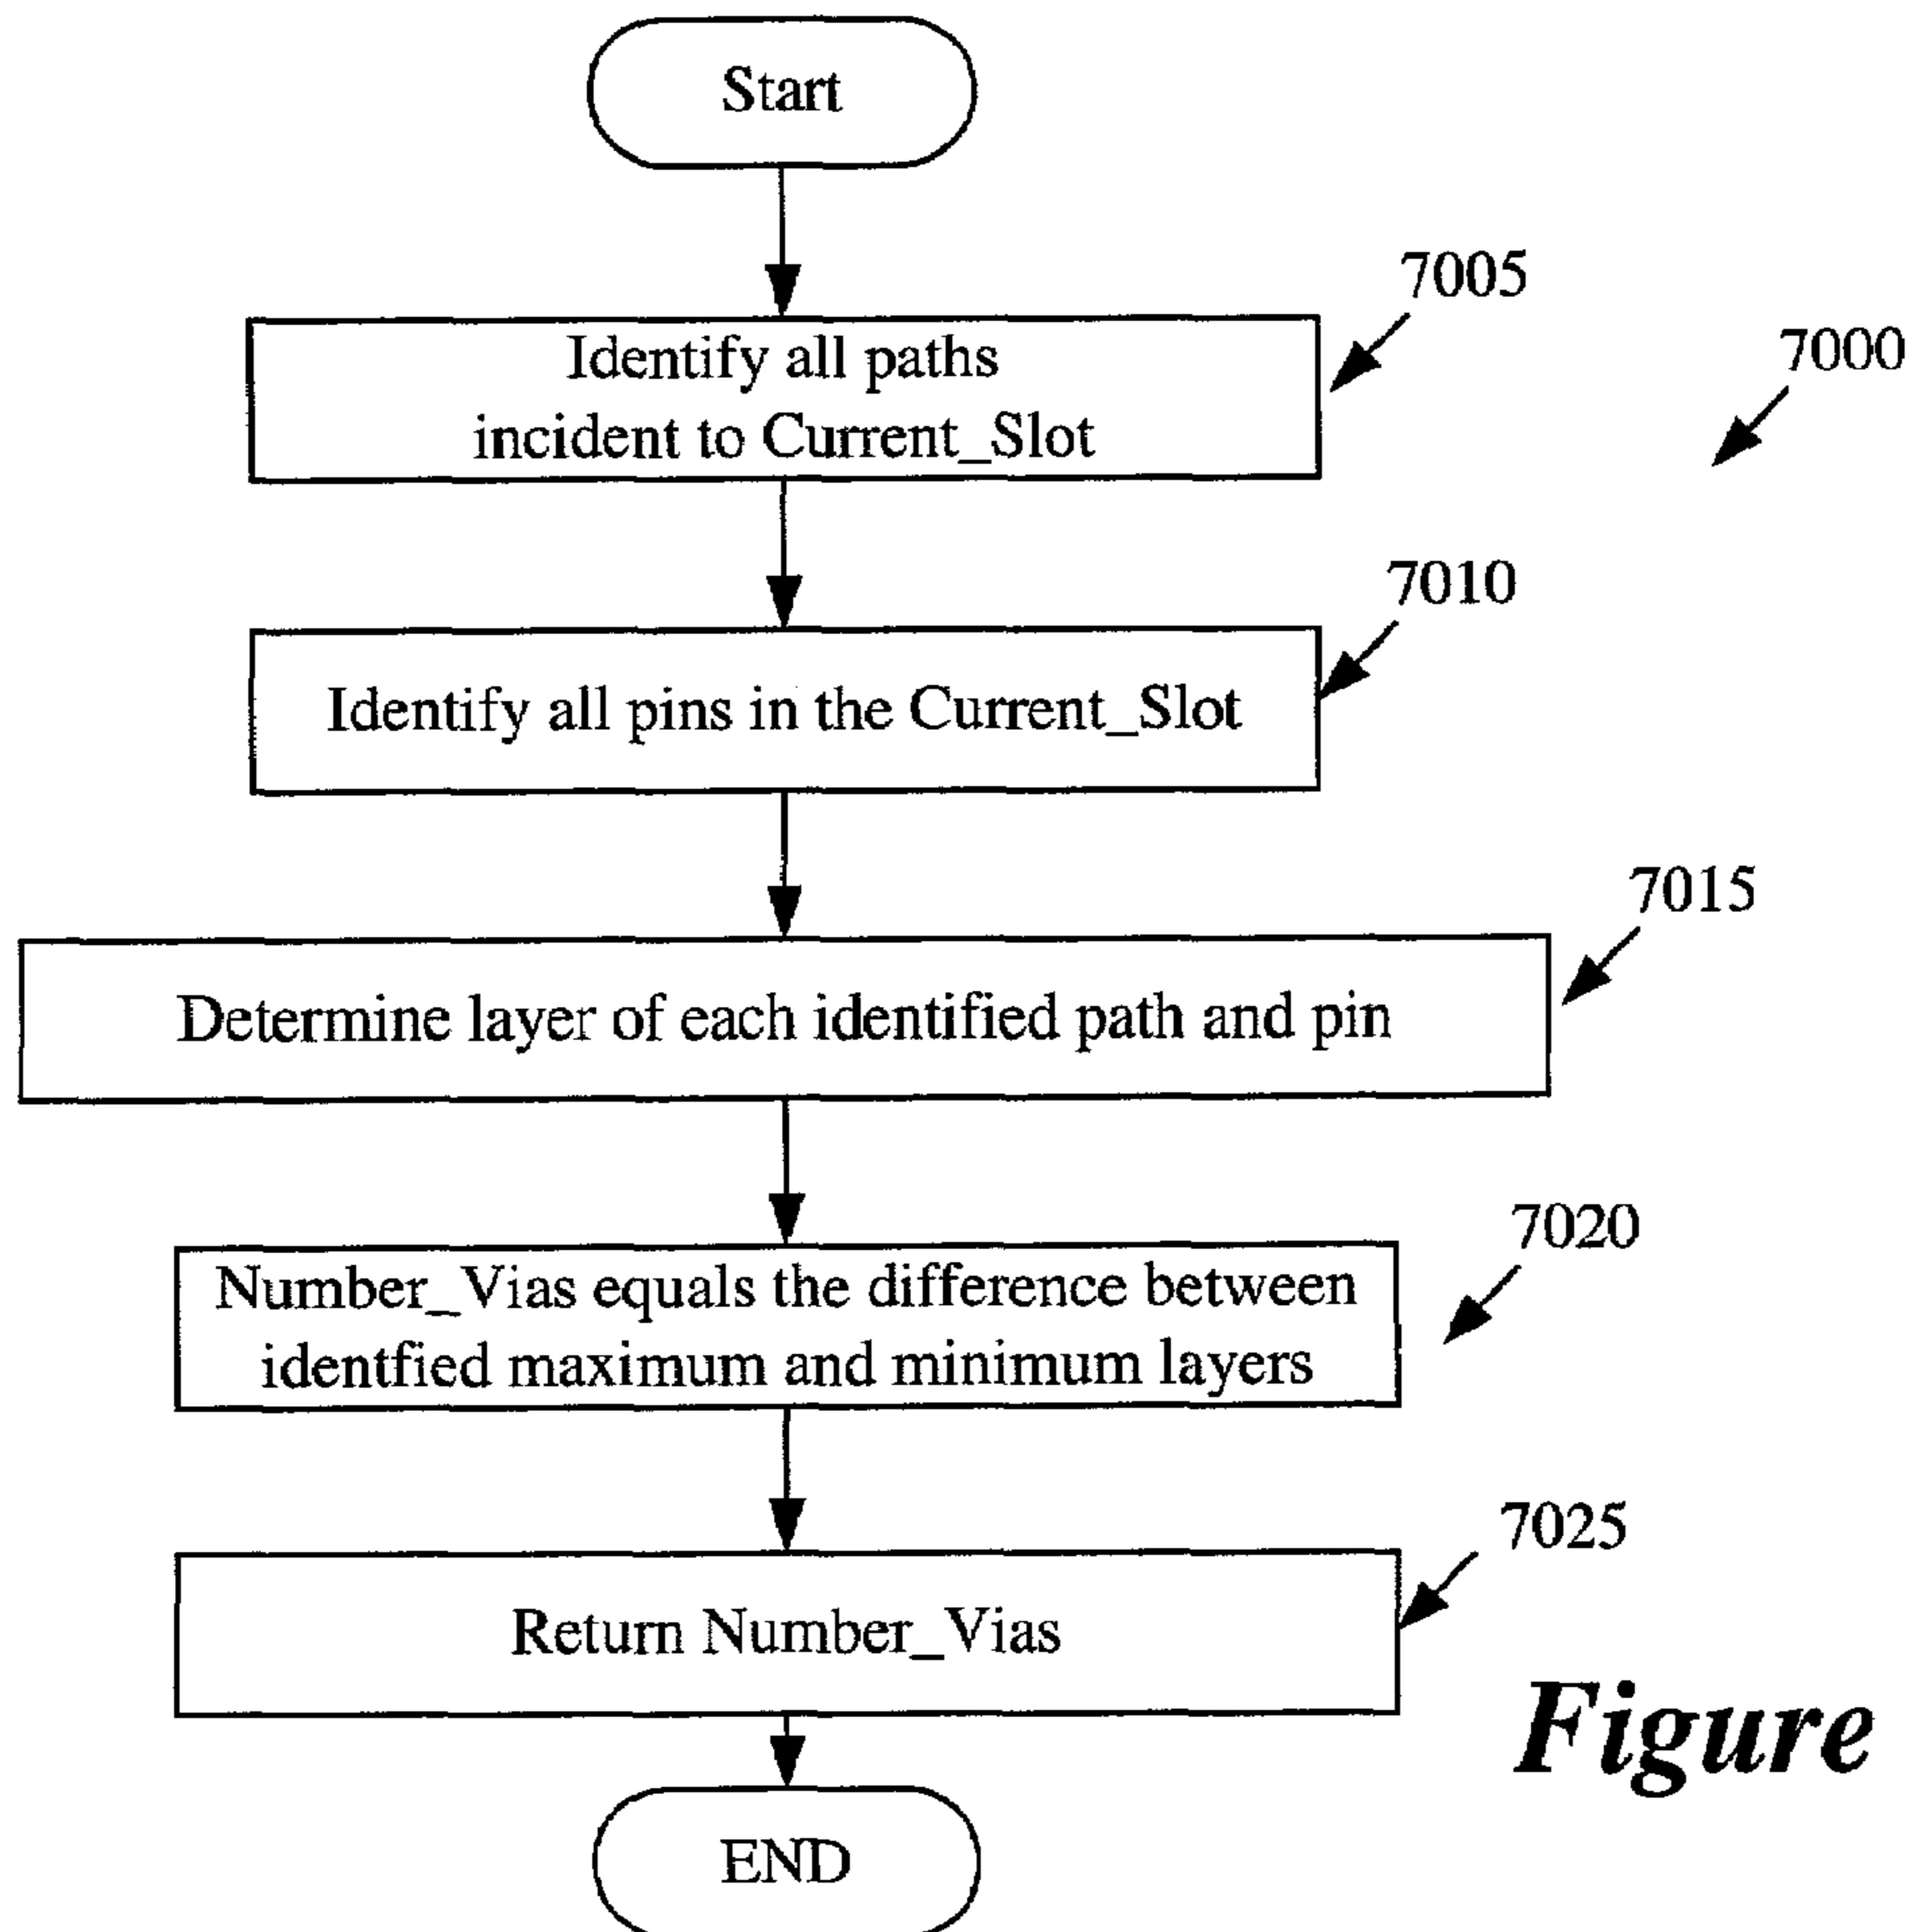 Start
7005
Identify all paths
incident to Current_Slot
7000
7010
Identify all pins in the Current_Slot
7015
Determine layer of each identified path and pin
7020
Number_Vias equals the difference between
identfied maximum and minimum layers
7025
Return Number_Vias
Figure
END